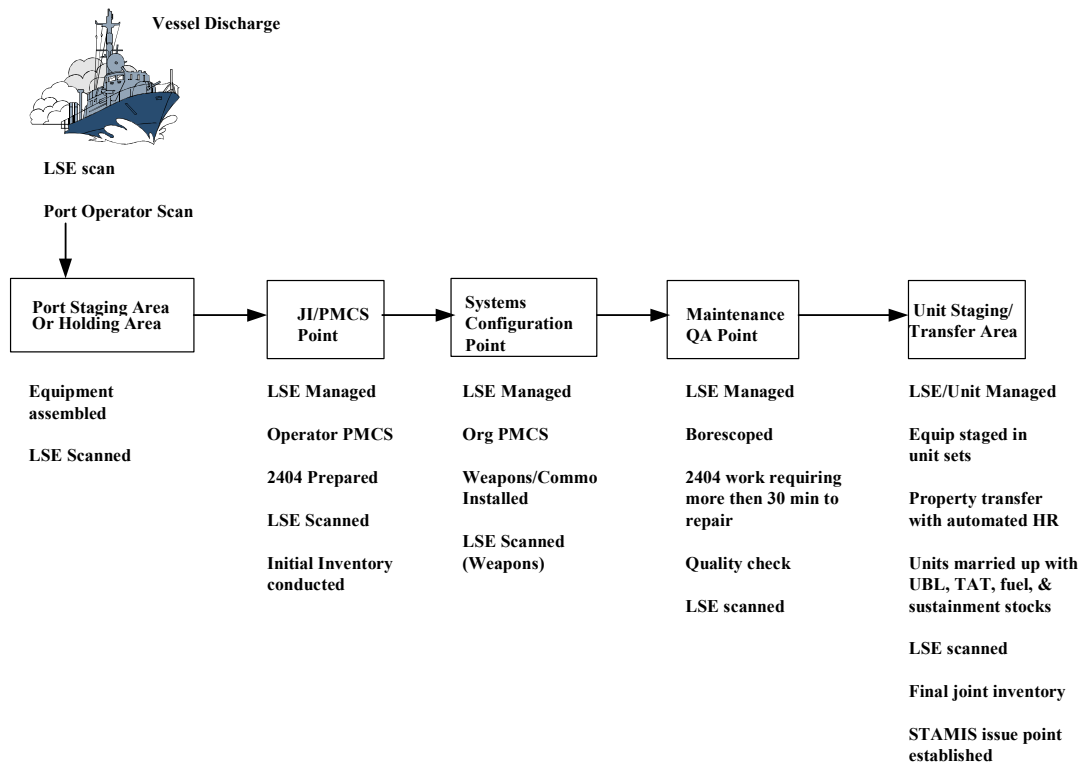 Vessel Discharge
LSE scan
Port Operator Scan
Port Staging Area
Or Holding Area
Equipment
assembled
LSE Scanned
JI/PMCS
Point
LSE Managed
Operator PMCS
2404 Prepared
LSE Scanned
Initial Inventory
conducted
Systems
Configuration
Point
LSE Managed
Org PMCS
Weapons/Commo
Installed
LSE Scanned
(Weapons)
Maintenance
QA Point
LSE Managed
Borescoped
2404 work requiring
more then 30 min to
repair
Quality check
LSE scanned
Unit Staging/
Transfer Area
LSE/Unit Managed
Equip staged in
unit sets
Property transfer
with automated HR
Units married up with
UBL, TAT, fuel, &
sustainment stocks
LSE scanned
Final joint inventory
STAMIS issue point
established